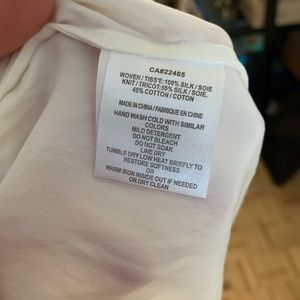 CA#22465
WOVEN / TISS'E:100% SILK / SOIE
KNIT / TRICOT:55% SILK / SOIE,
45% COTTON / COTON
MADE IN CHINA / FABRIQUE EN CHINE
HAND WASH COLD WITH SIMILAR
COLORS
MILD DETERGENT
DO NOT BLEACH
DO NOT SOAK
LINE DRY
TUMBLE DRY LOW HEAT BRIEFLY TO
RESTORE SOFTNESS
OR
WARM IRON INSIDE OUT IF NEEDED
OR DRY CLEAN